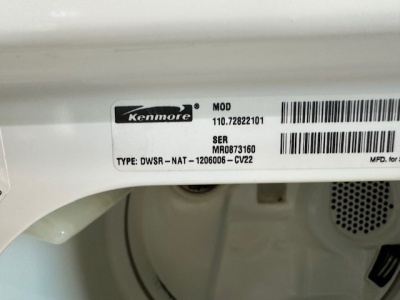 Kenmore ® MOD
110.72822101
SER
MR0873160
TYPE: DWSR-NAT-1206006-CV22
MFD. for